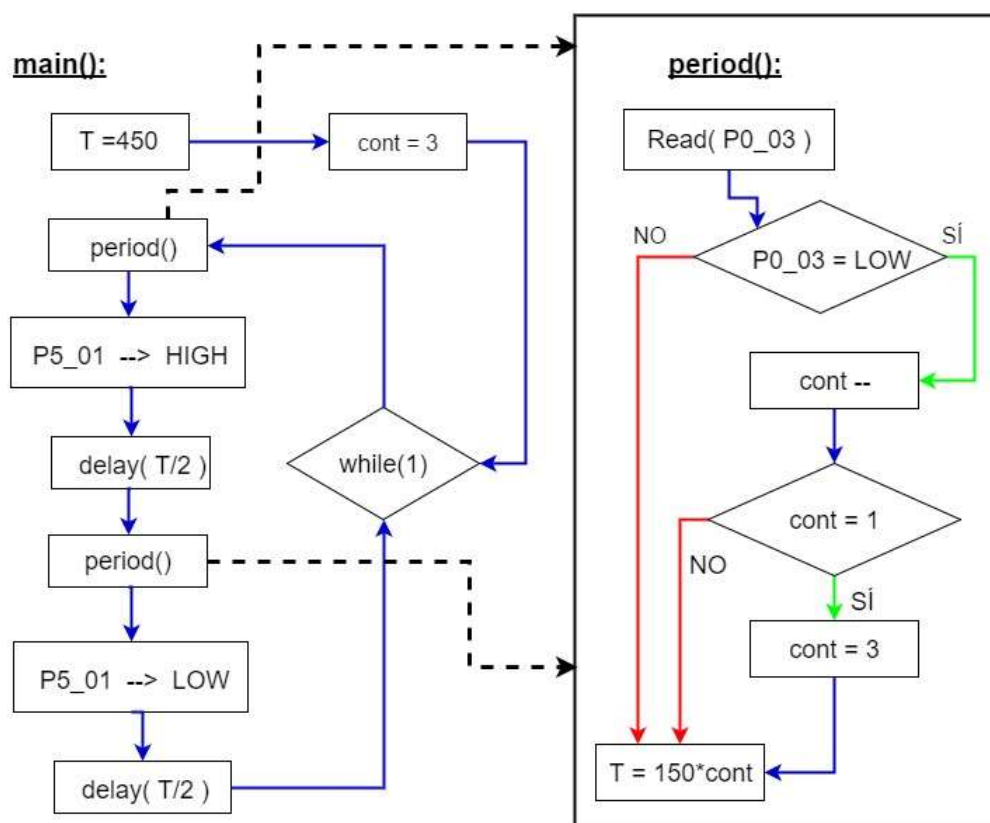 main():
T =450
cont = 3
period()
P5_01 --> HIGH
delay( T/2 )
while(1)
period()
P5_01 --> LOW
delay( T/2 )
period():
Read( P0_03 )
NO
SÍ
P0_03 = LOW
cont --
cont = 1
NO
SÍ
cont = 3
T = 150*cont